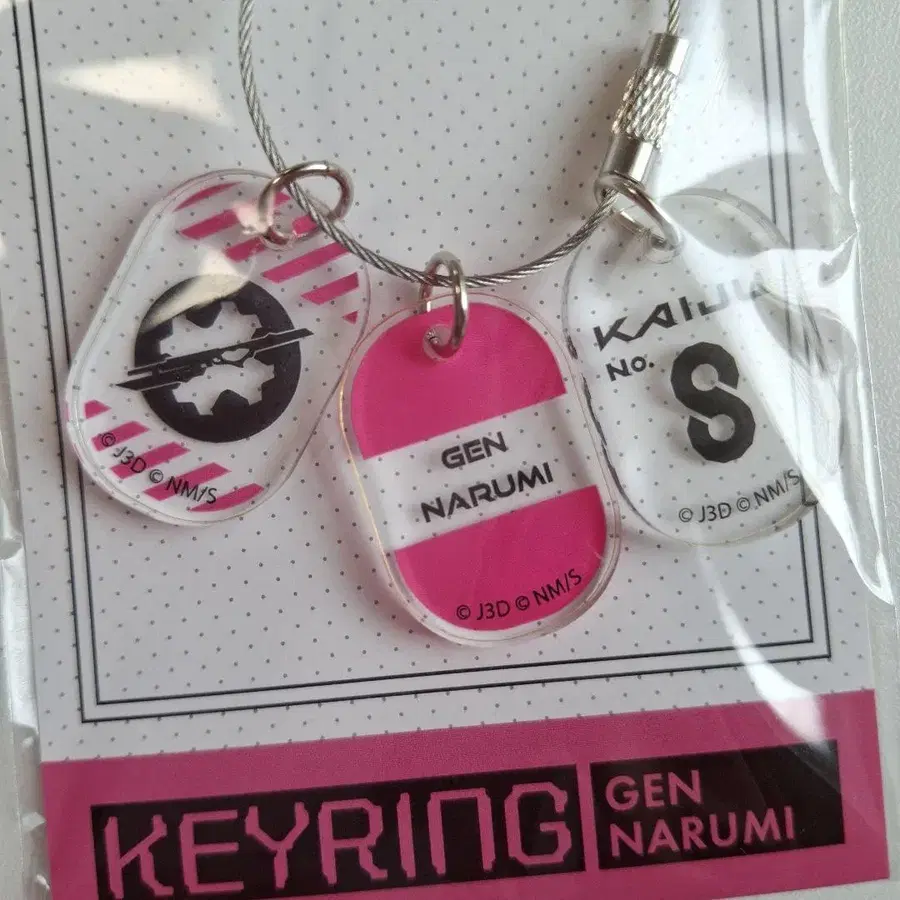 © J3D © NM/S
GEN
NARUMI
© J3D © NM/S
KAIJU
No. 8
© J3D © NM/S
KEYRING
GEN
NARUMI